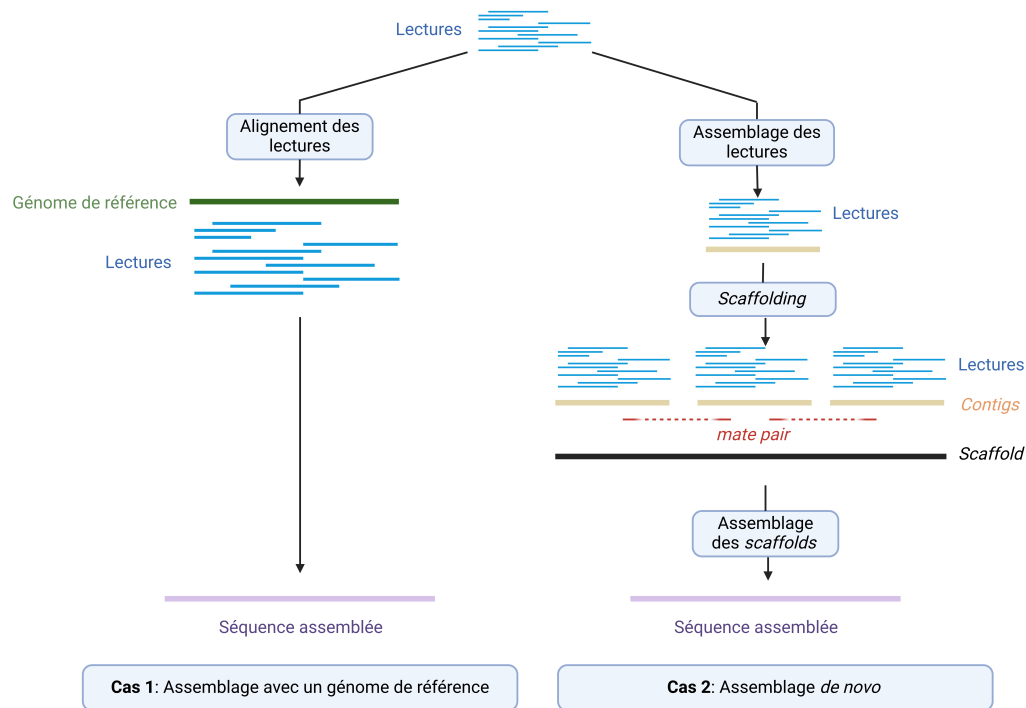 Lectures
Alignement des
lectures
Génome de référence
Lectures
Séquence assemblée
Cas 1: Assemblage avec un génome de référence
Assemblage des
lectures
Lectures
Scaffolding
Lectures
Contigs
mate pair
Scaffold
Assemblage
des scaffolds
Séquence assemblée
Cas 2: Assemblage de novo